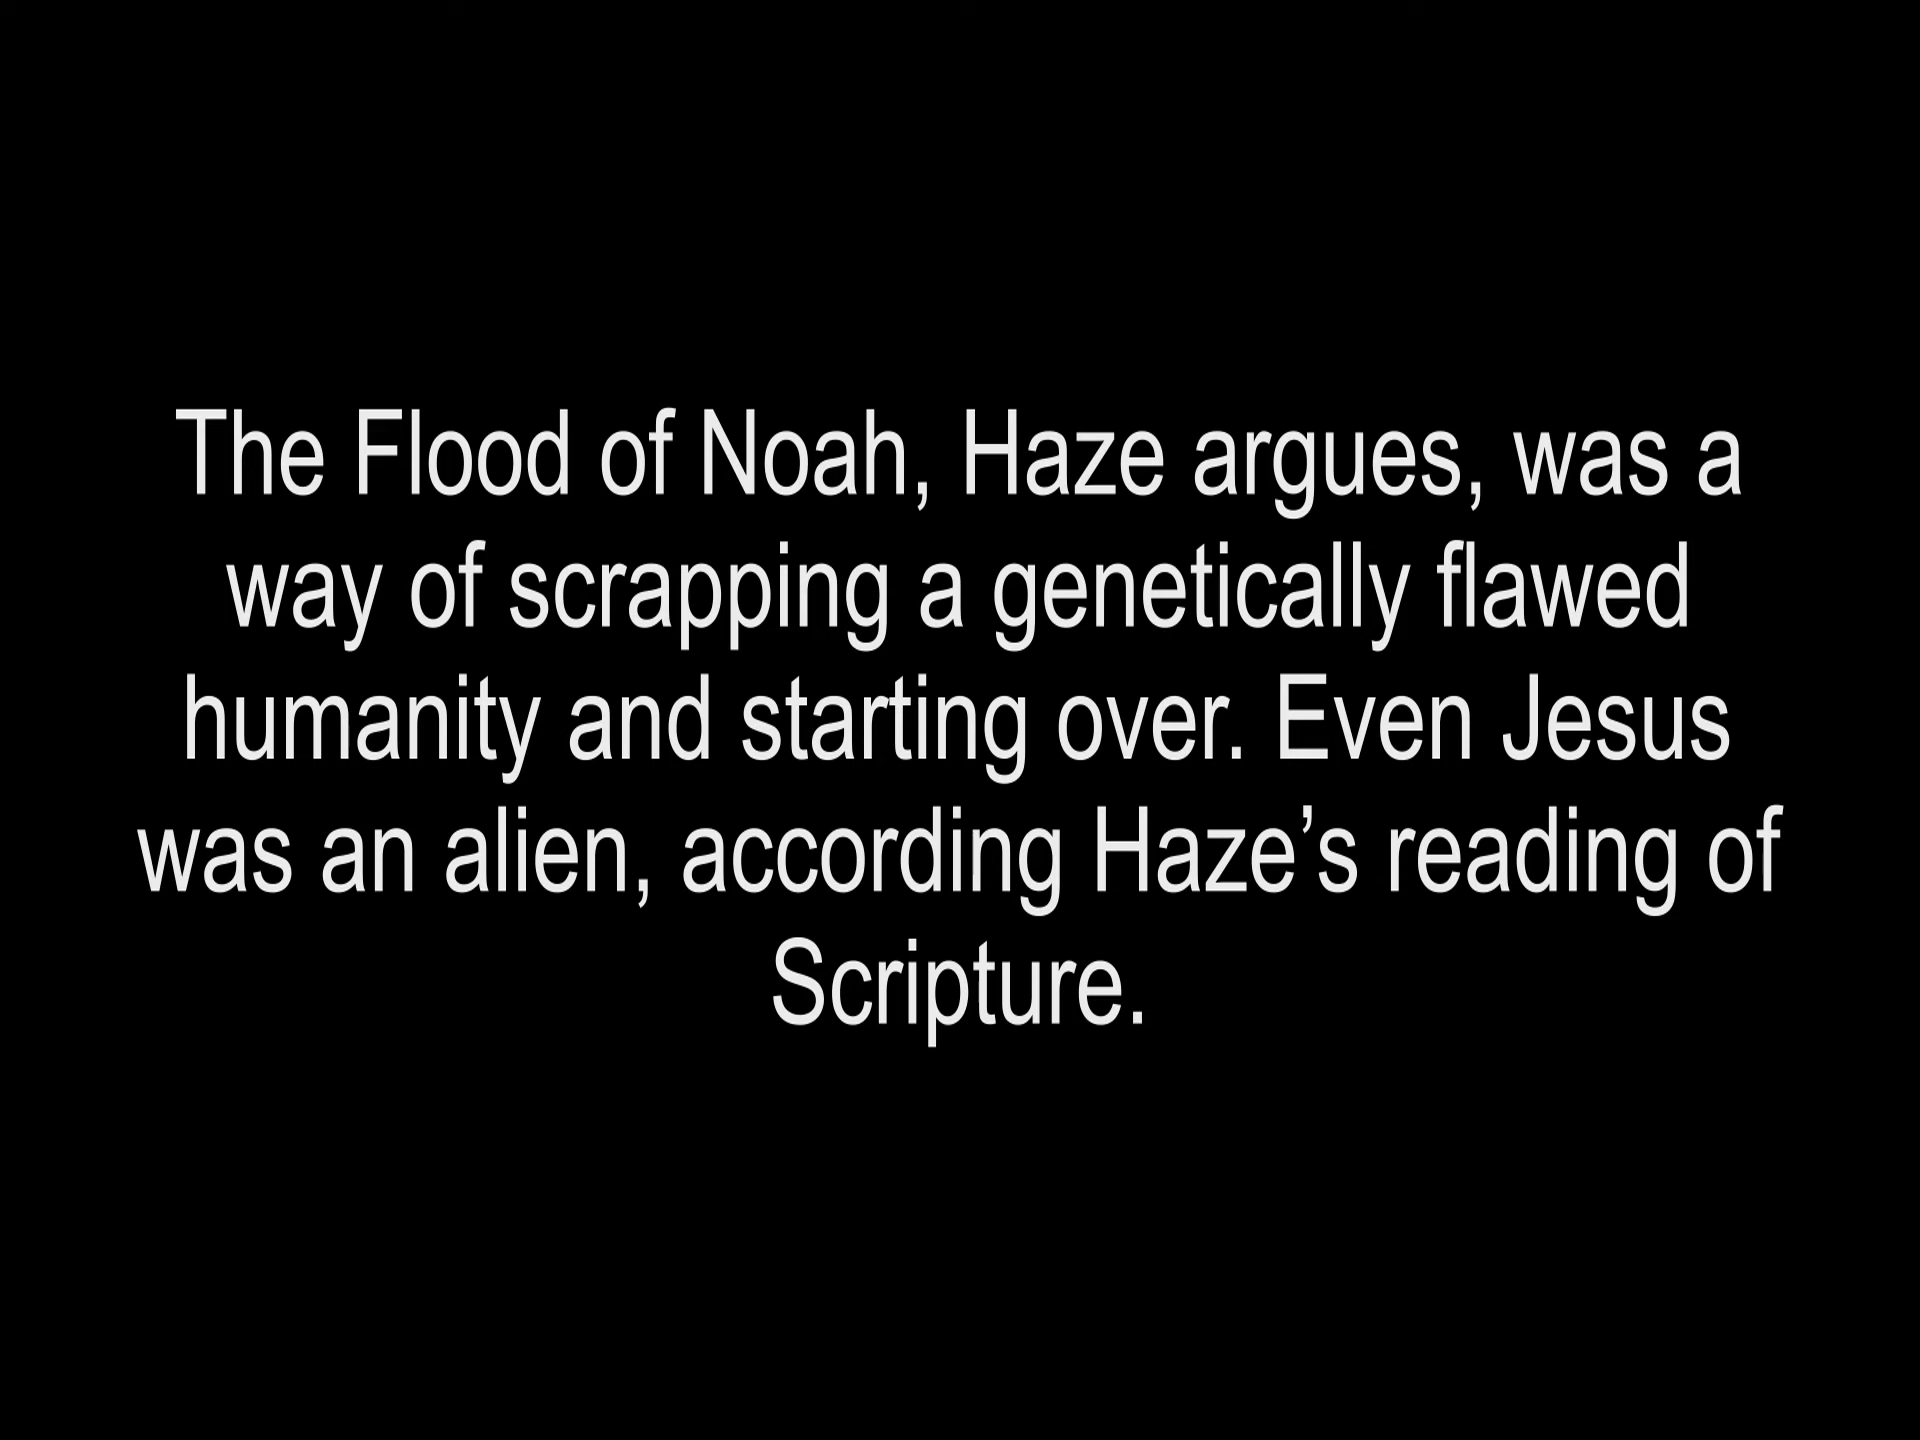 The Flood of Noah, Haze argues, was a
way of scrapping a genetically flawed
humanity and starting over. Even Jesus
was an alien, according Haze’s reading of
Scripture.